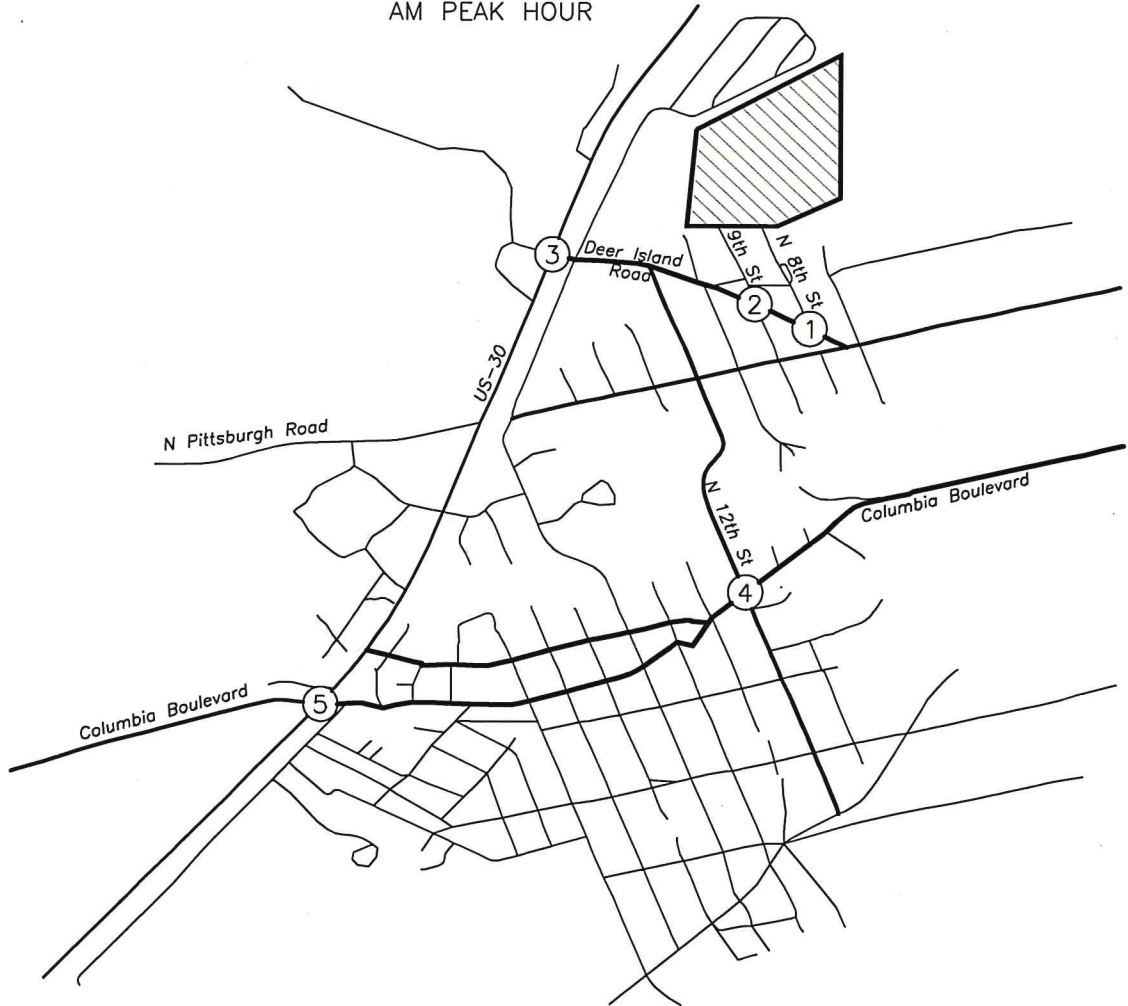 AM PEAK HOUR
3
Deer Island
Road
9th St
N 8th St
2
1
US-30
N Pittsburgh Road
N 12th St
Columbia Boulevard
4
Columbia Boulevard
5